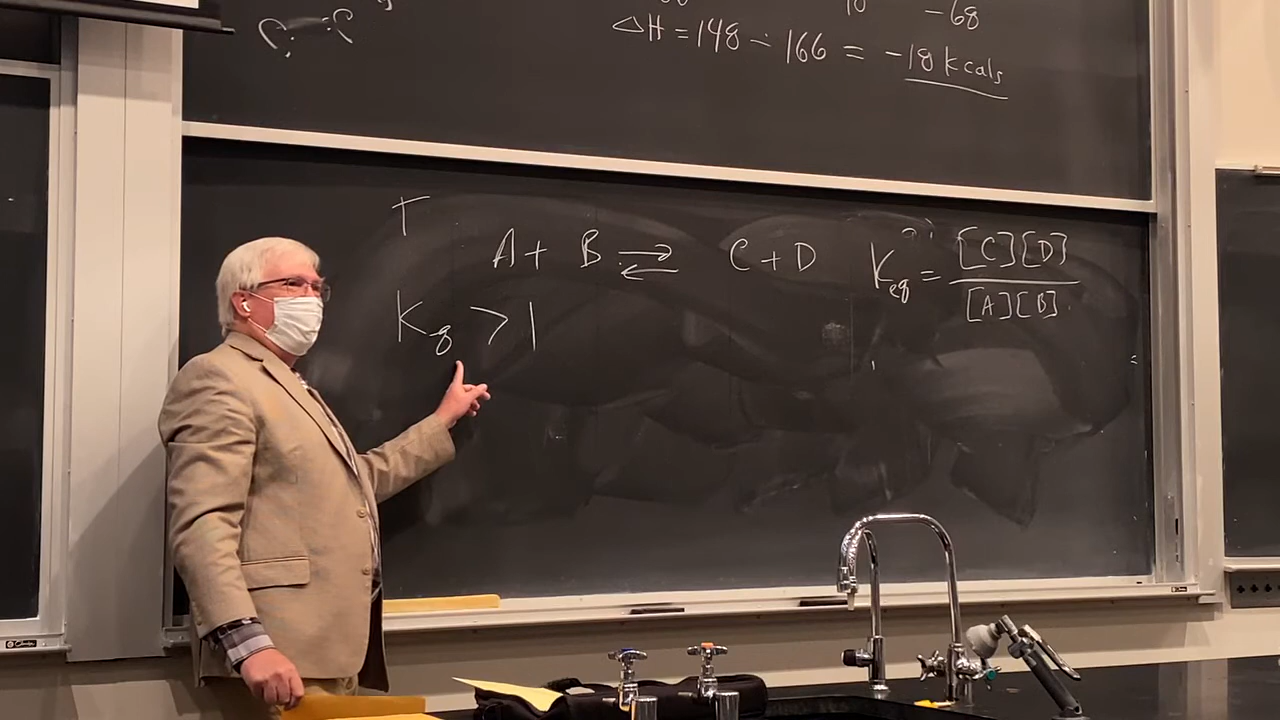 -68
ΔH = 148 - 166 = -18 kcals
T
A + B ⇌ C + D Keq = [C][D] / [A][B]
Keq > 1